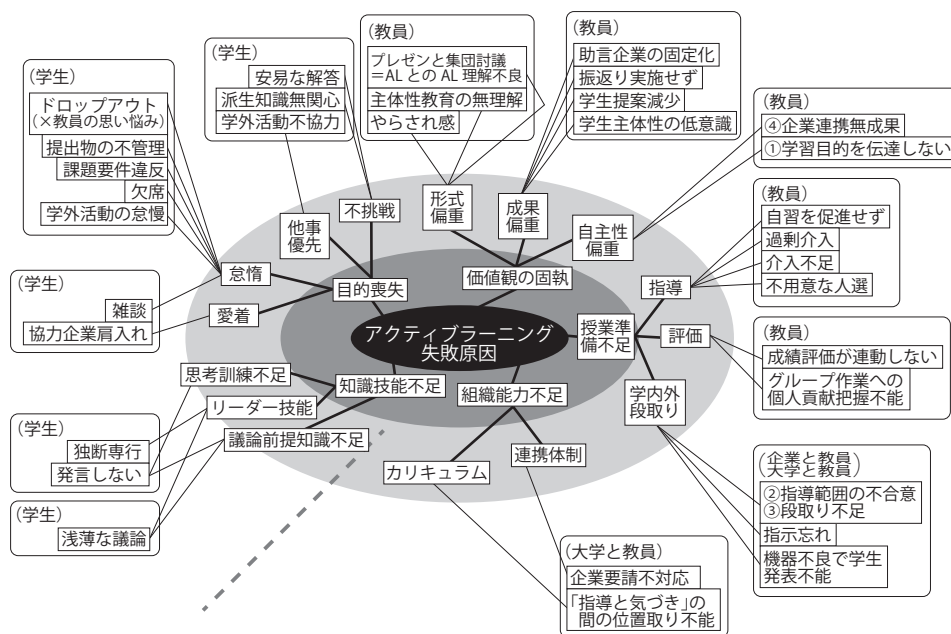 (学生)
ドロップアウト
(×教員の思い悩み)
提出物の不管理
課題要件違反
欠席
学外活動の怠慢
(学生)
安易な解答
派生知識無関心
学外活動不協力
(教員)
プレゼンと集団討議
＝ALとのAL理解不良
主体性教育の無理解
やらされ感
(教員)
助言企業の固定化
振返り実施せず
学生提案減少
学生主体性の低意識
(教員)
④企業連携無成果
①学習目的を伝達しない
(教員)
自習を促進せず
過剰介入
介入不足
不用意な人選
(教員)
成績評価が連動しない
グループ作業への
個人貢献把握不能
(企業と教員)
大学と教員
②指導範囲の不合意
③段取り不足
指示忘れ
機器不良で学生
発表不能
(大学と教員)
企業要請不対応
「指導と気づき」の
間の位置取り不能
(学生)
雑談
協力企業肩入れ
(学生)
独断専行
発言しない
(学生)
浅薄な議論
他事
優先
不挑戦
怠惰
愛着
目的喪失
形式
偏重
成果
偏重
自主性
偏重
価値観の固執
指導
評価
学内外
段取り
授業準
備不足
アクティブラーニング
失敗原因
思考訓練不足
リーダー技能
議論前提知識不足
知識技能不足
組織能力不足
カリキュラム
連携体制